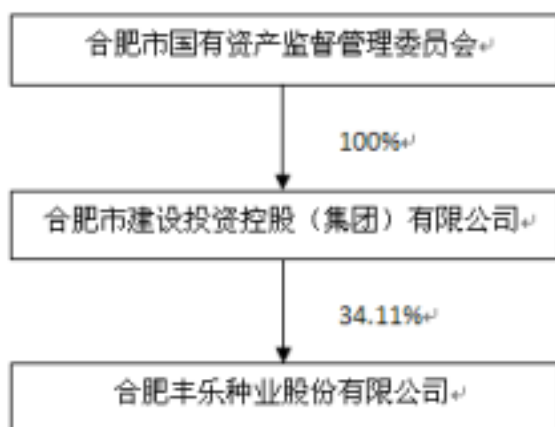 合肥市国有资产监督管理委员会
100%
合肥市建设投资控股（集团）有限公司
34.11%
合肥丰乐种业股份有限公司